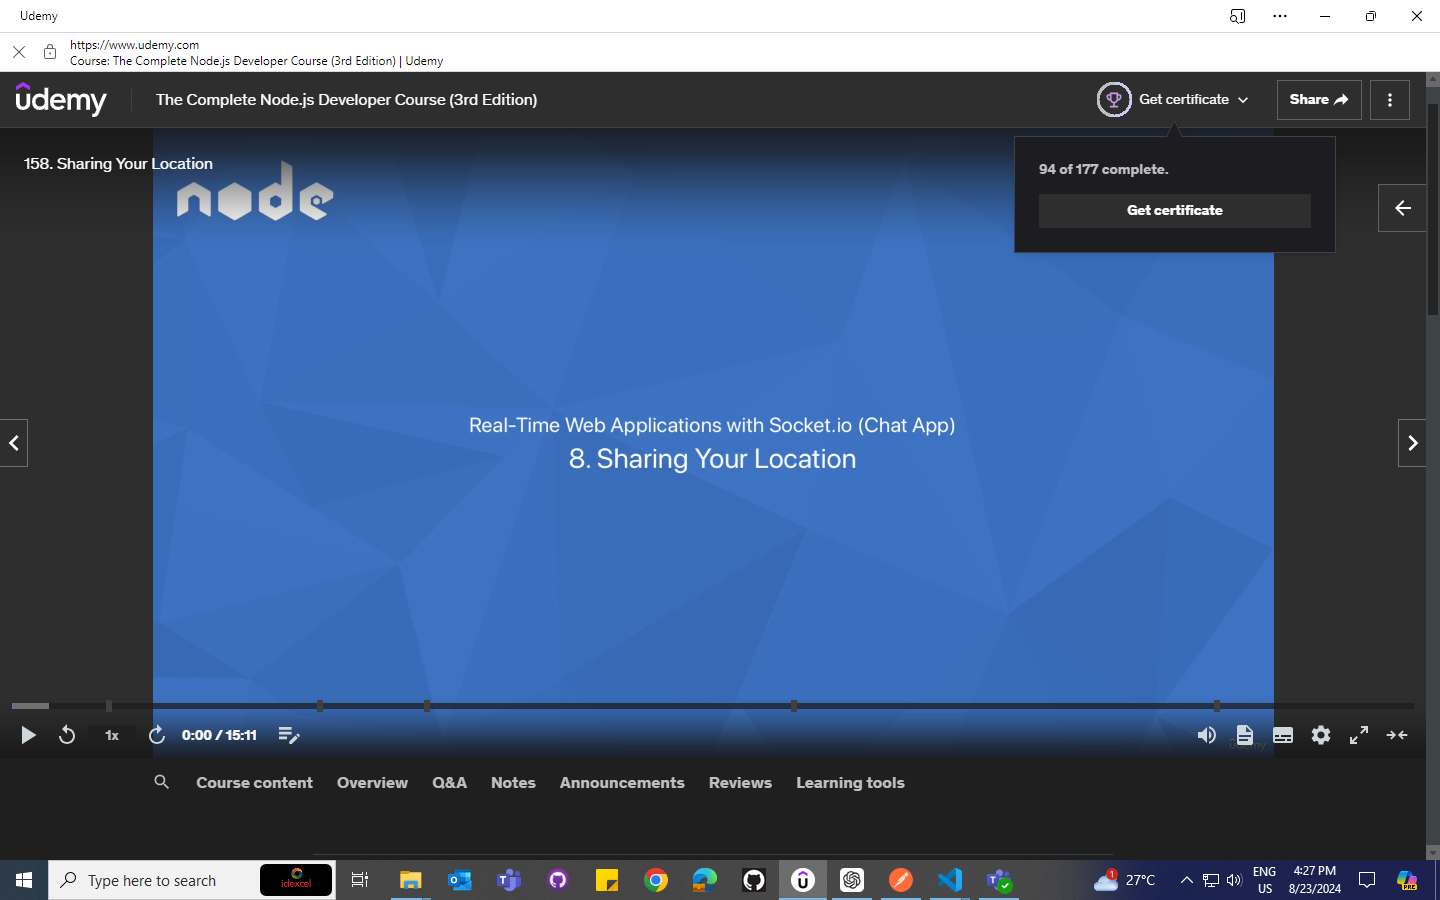 Udemy
https://www.udemy.com
Course: The Complete Node.js Developer Course (3rd Edition) | Udemy
udemy
The Complete Node.js Developer Course (3rd Edition)
Get certificate
Share
94 of 177 complete.
Get certificate
158. Sharing Your Location
node
Real-Time Web Applications with Socket.io (Chat App)
8. Sharing Your Location
1x
0:00 / 15:11
Udemy
Course content
Overview
Q&A
Notes
Announcements
Reviews
Learning tools
Type here to search
idexcel
1
27°C
ENG
US
4:27 PM
8/23/2024
PRE